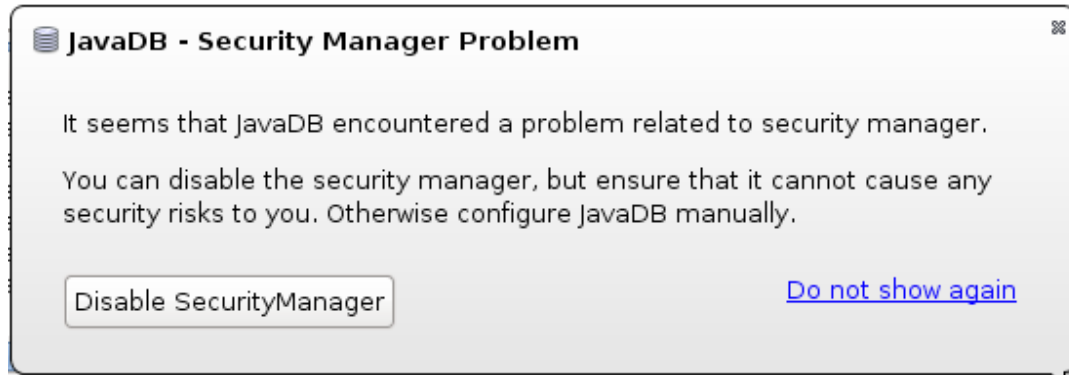 JavaDB - Security Manager Problem
It seems that JavaDB encountered a problem related to security manager.
You can disable the security manager, but ensure that it cannot cause any
security risks to you. Otherwise configure JavaDB manually.
Disable SecurityManager
Do not show again